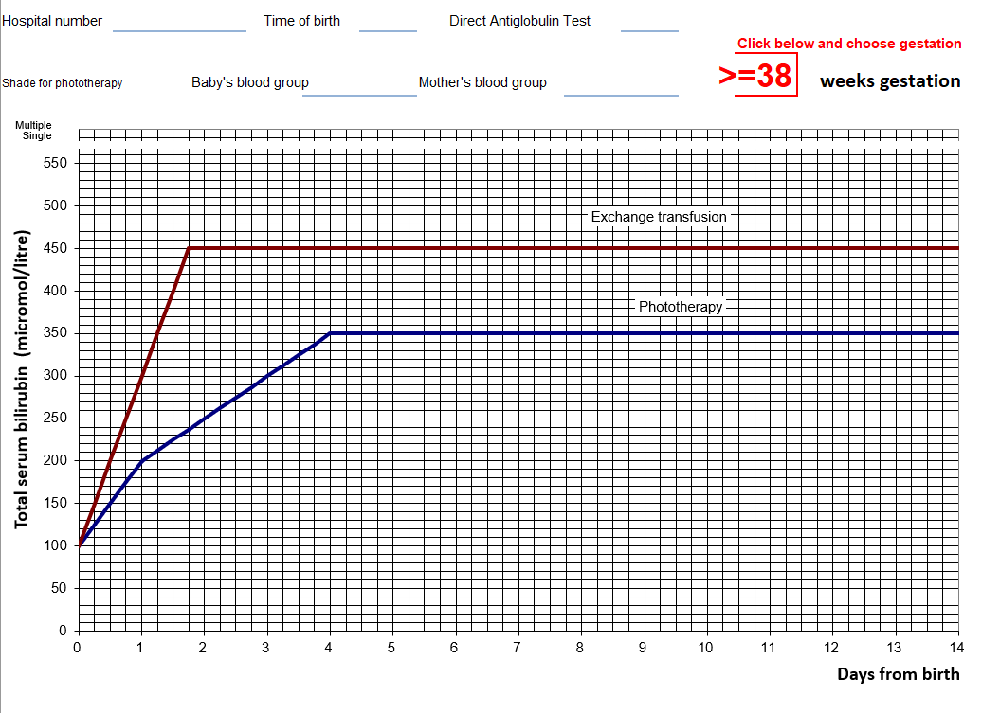 Hospital number Time of birth Direct Antiglobulin Test
Click below and choose gestation
Shade for phototherapy Baby's blood group Mother's blood group >=38 weeks gestation
Multiple
Single
550
500
Exchange transfusion
450
400
Phototherapy
350
300
250
200
150
100
50
0
Total serum bilirubin (micromol/litre)
0 1 2 3 4 5 6 7 8 9 10 11 12 13 14
Days from birth